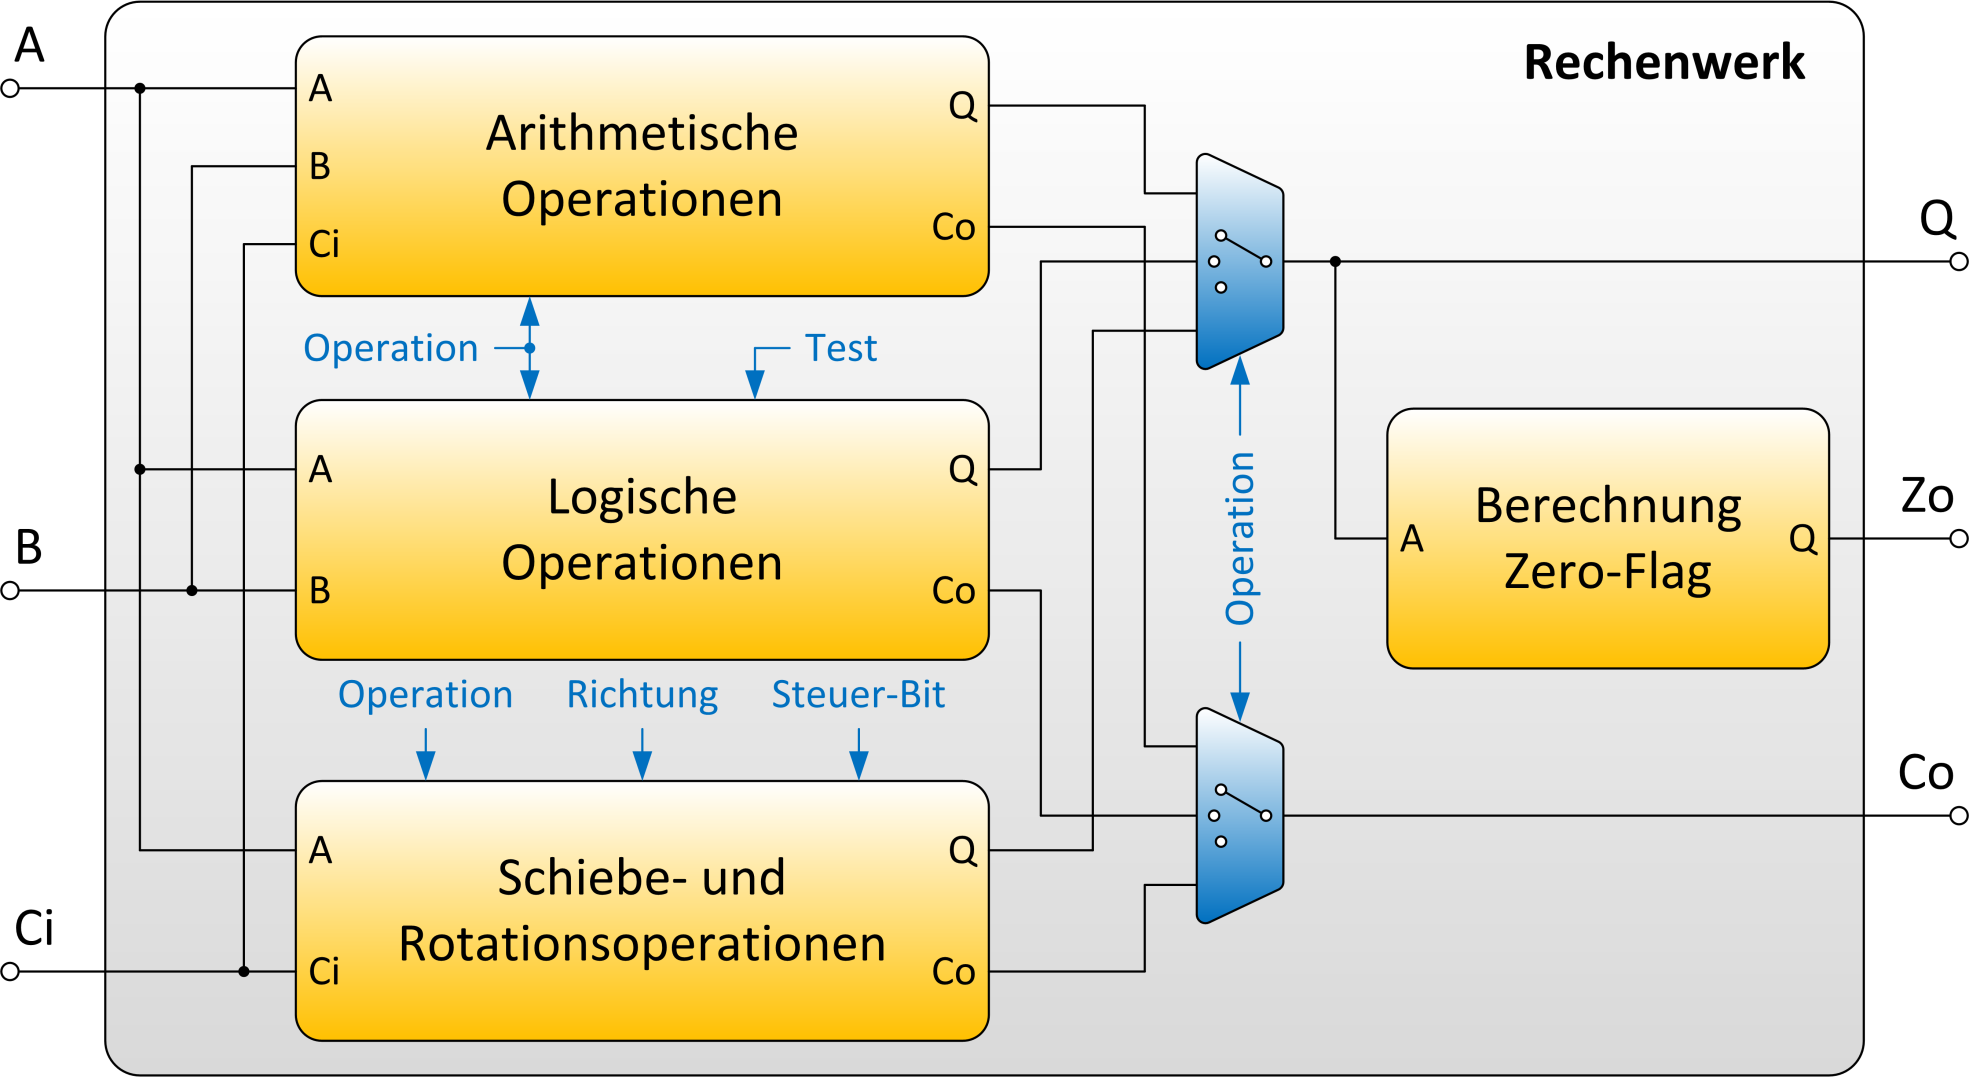 Rechenwerk
A
B
Ci
A
B
Ci
Arithmetische
Operationen
Q
Co
Operation
Test
A
B
Logische
Operationen
Q
Co
Operation
Richtung
Steuer-Bit
A
Ci
Schiebe- und
Rotationsoperationen
Q
Co
Operation
A
Berechnung
Zero-Flag
Q
Q
Zo
Co